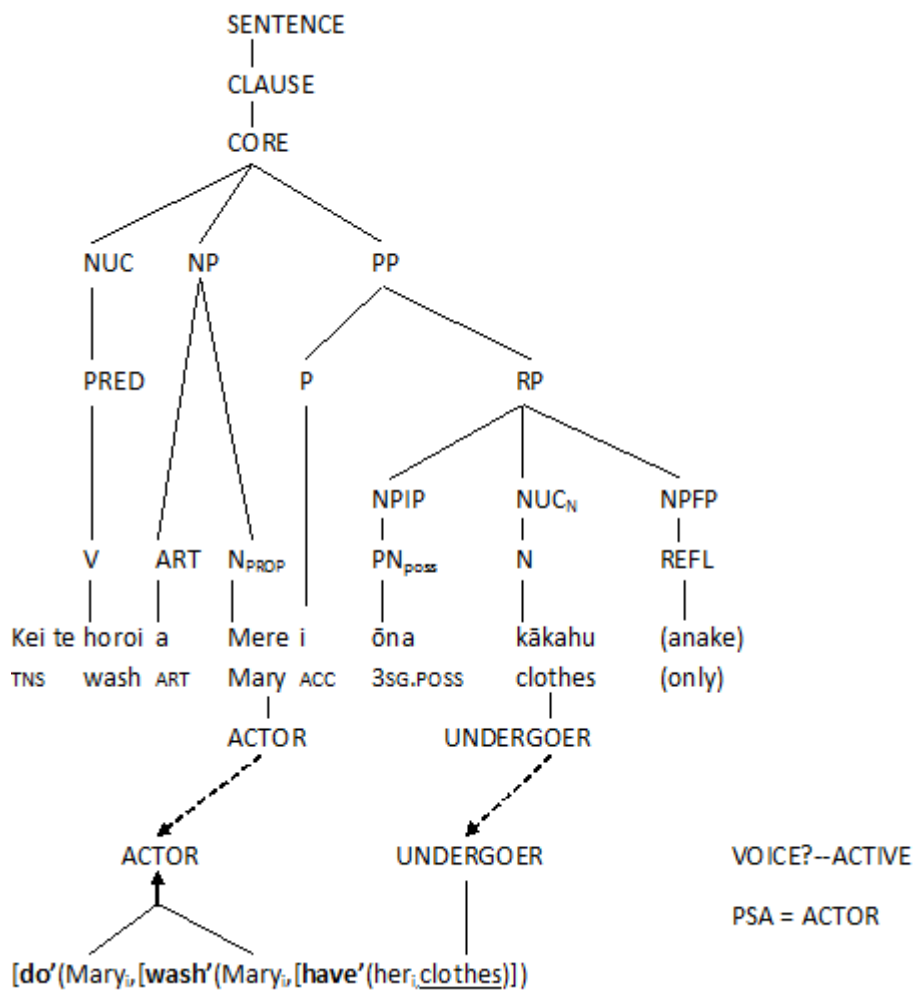 SENTENCE
CLAUSE
CORE
NUC NP PP
PRED P RP
NPIP NUCN NPFP
V ART NPROP PNposs N REFL
Kei te horoi a Mere i ōna kākahu (anake)
TNS wash ART Mary ACC 3SG.POSS clothes (only)
ACTOR UNDERGOER
ACTOR UNDERGOER VOICE?--ACTIVE
PSA = ACTOR
[do'(Maryi,[wash'(Maryi,[have'(heri,clothes)])